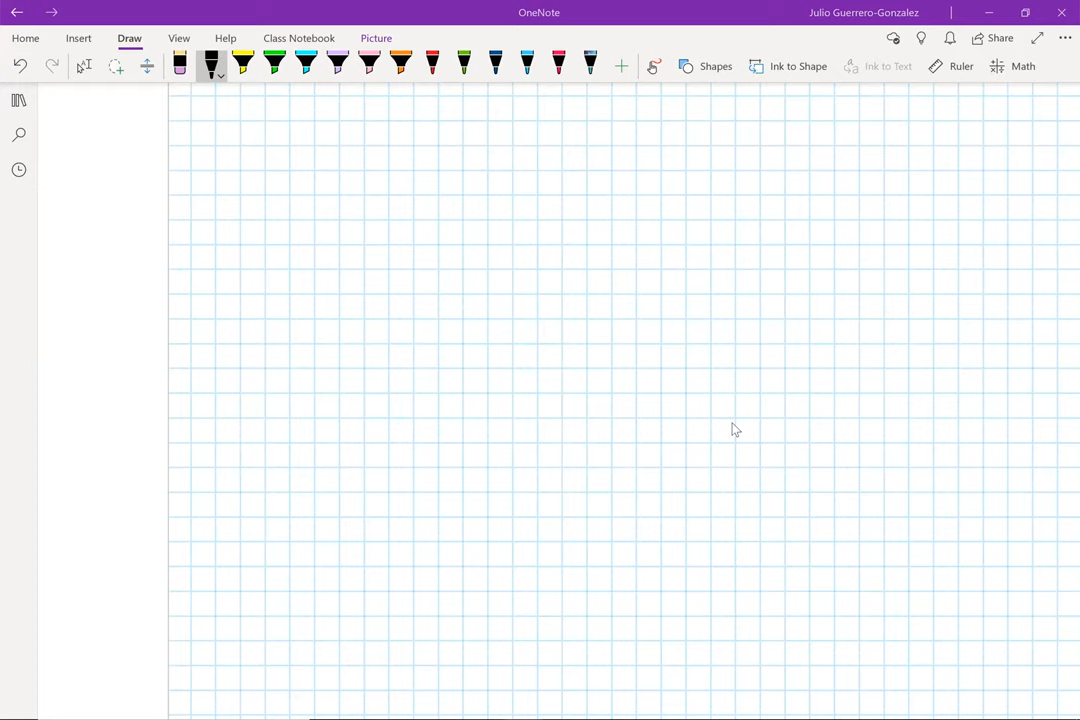 OneNote
Julio Guerrero-Gonzalez
Home Insert Draw View Help Class Notebook Picture
Share
Shapes Ink to Shape Ink to Text Ruler Math